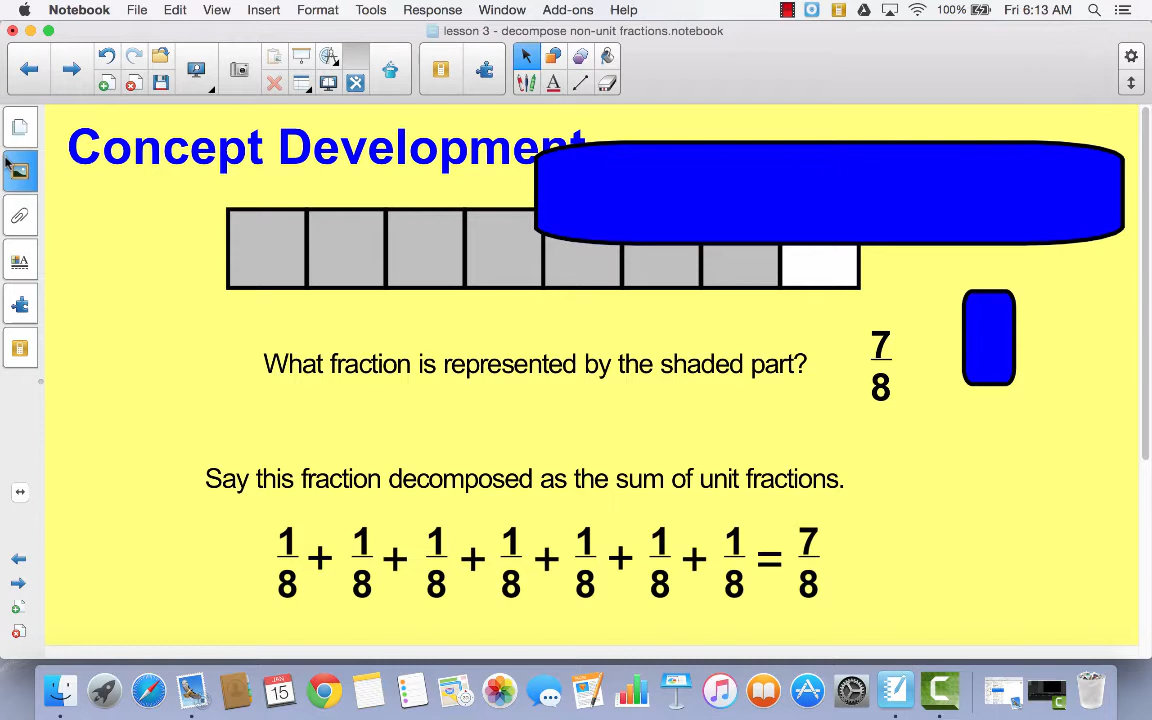 Notebook File Edit View Insert Format Tools Response Window Add-ons Help 100% Fri 6:13 AM
lesson 3 - decompose non-unit fractions.notebook
Concept Development
What fraction is represented by the shaded part? 7/8
Say this fraction decomposed as the sum of unit fractions.
1/8 + 1/8 + 1/8 + 1/8 + 1/8 + 1/8 + 1/8 = 7/8
JAN
15